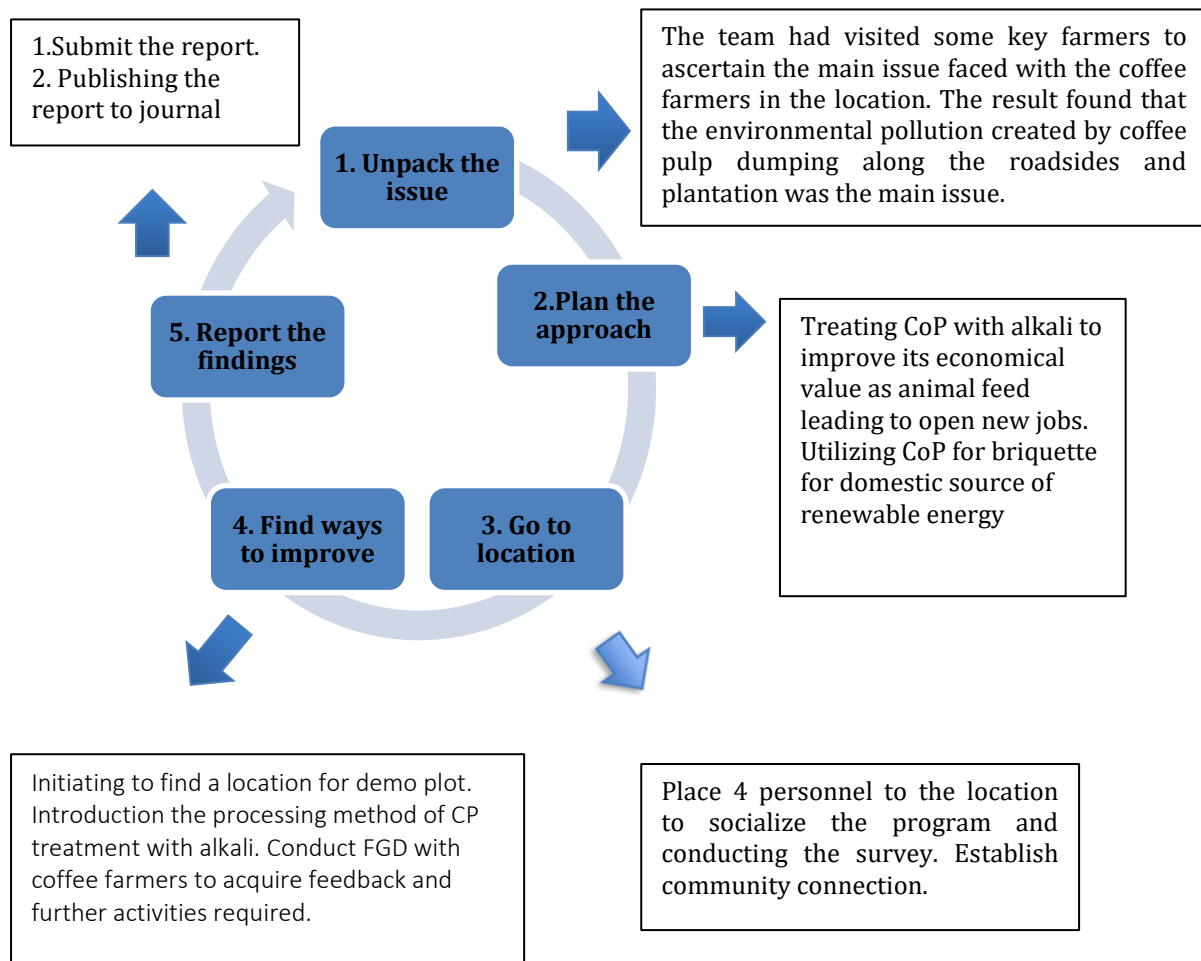 1.Submit the report.
2. Publishing the
report to journal
The team had visited some key farmers to
ascertain the main issue faced with the coffee
farmers in the location. The result found that
the environmental pollution created by coffee
pulp dumping along the roadsides and
plantation was the main issue.
1. Unpack the
issue
2.Plan the
approach
Treating CoP with alkali to
improve its economical
value as animal feed
leading to open new jobs.
Utilizing CoP for briquette
for domestic source of
renewable energy
5. Report the
findings
4. Find ways
to improve
3. Go to
location
Initiating to find a location for demo plot.
Introduction the processing method of CP
treatment with alkali. Conduct FGD with
coffee farmers to acquire feedback and
further activities required.
Place 4 personnel to the location
to socialize the program and
conducting the survey. Establish
community connection.